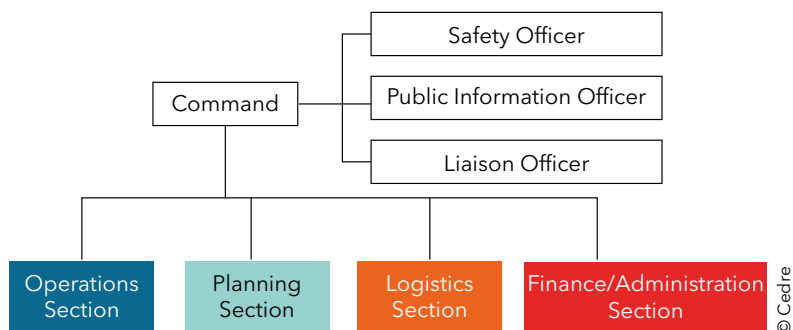 Safety Officer
Command
Public Information Officer
Liaison Officer
Operations
Section
Planning
Section
Logistics
Section
Finance/Administration
Section
© Cedre